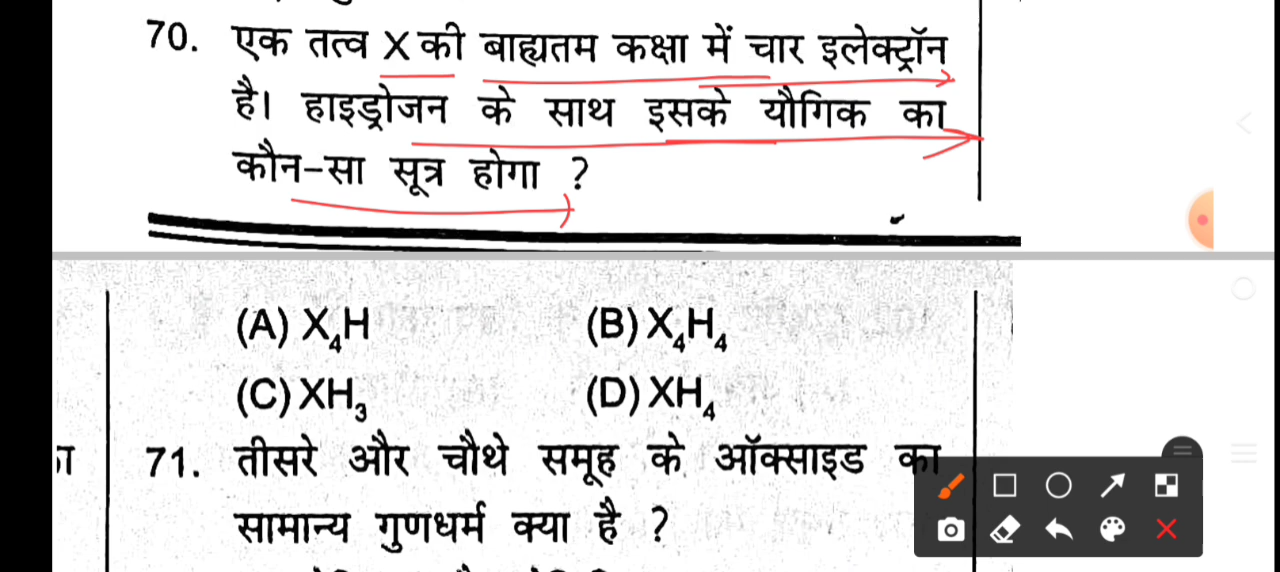 70. एक तत्व X की बाह्यतम कक्षा में चार इलेक्ट्रॉन
है। हाइड्रोजन के साथ इसके यौगिक का
कौन-सा सूत्र होगा ?
(A) X₄H (B) X₄H₄
(C) XH₃ (D) XH₄
71. तीसरे और चौथे समूह के ऑक्साइड का
सामान्य गुणधर्म क्या है ?